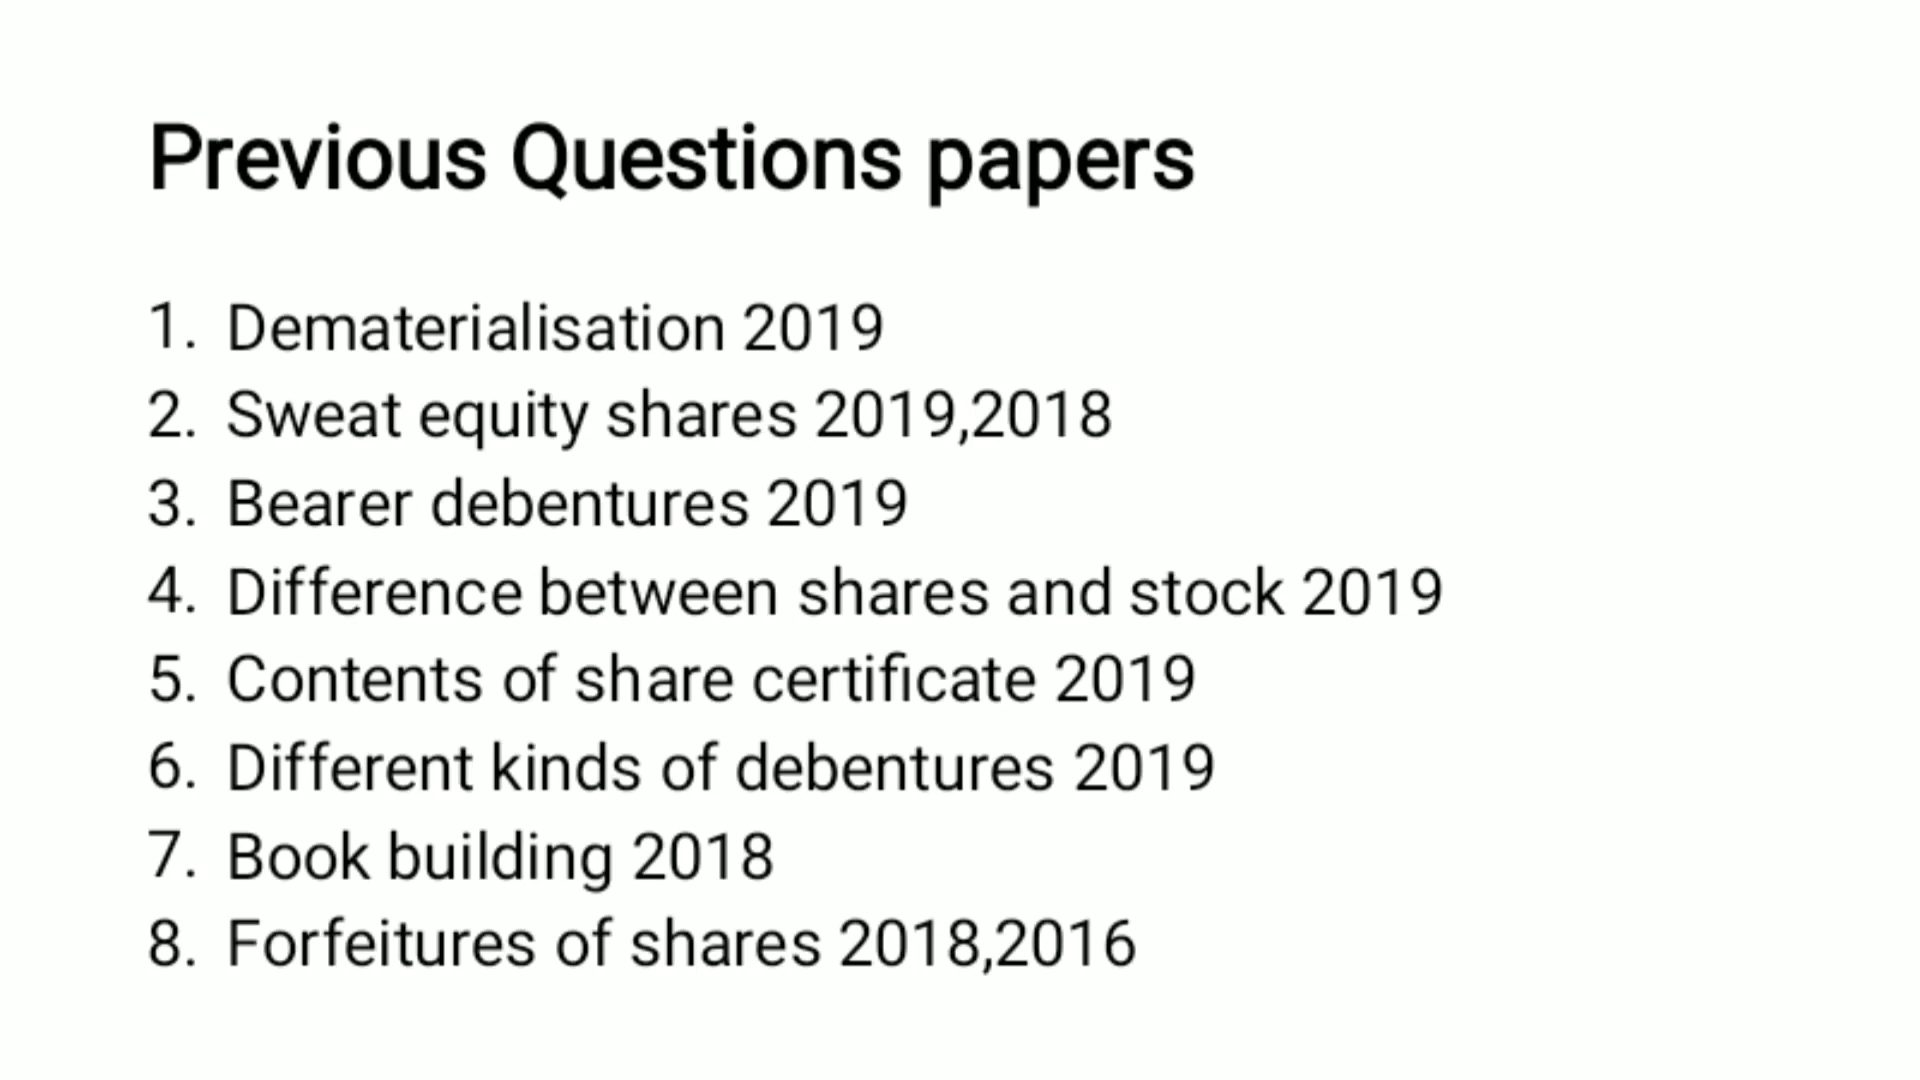 Previous Questions papers
1. Dematerialisation 2019
2. Sweat equity shares 2019,2018
3. Bearer debentures 2019
4. Difference between shares and stock 2019
5. Contents of share certificate 2019
6. Different kinds of debentures 2019
7. Book building 2018
8. Forfeitures of shares 2018,2016